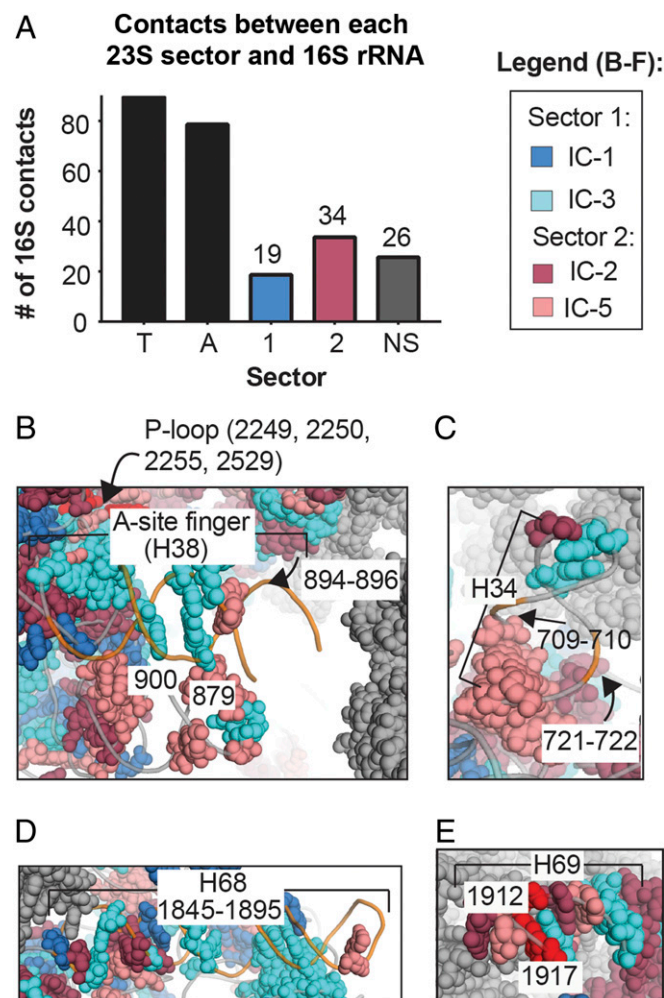 A
Contacts between each
23S sector and 16S rRNA
# of 16S contacts
80
60
40
20
0
19
34
26
T A 1 2 NS
Sector
Legend (B-F):
Sector 1:
IC-1
IC-3
Sector 2:
IC-2
IC-5
B
P-loop (2249, 2250,
2255, 2529)
A-site finger
(H38)
894-896
900
879
C
H34
709-710
721-722
D
H68
1845-1895
E
H69
1912
1917